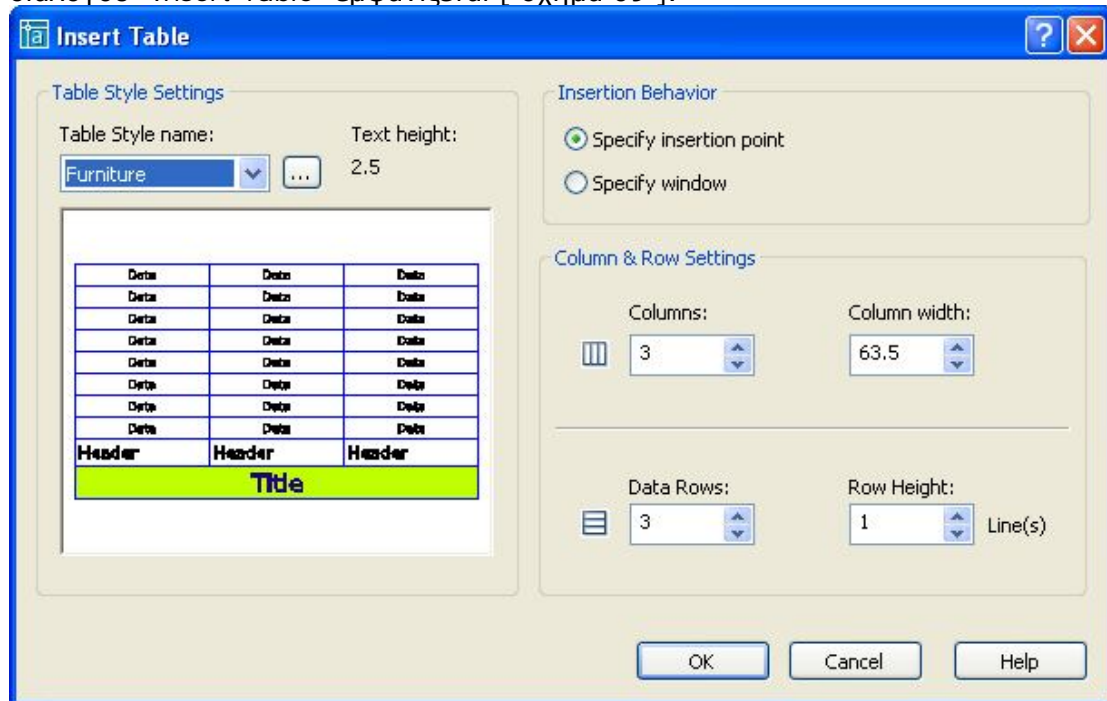 Insert Table
Table Style Settings
Table Style name:
Text height:
Furniture
...
2.5
Data Data Data
Data Data Data
Data Data Data
Data Data Data
Data Data Data
Data Data Data
Data Data Data
Data Data Data
Header Header Header
Title
Insertion Behavior
Specify insertion point
Specify window
Column & Row Settings
Columns:
Column width:
3
63.5
Data Rows:
Row Height:
3
1
Line(s)
OK
Cancel
Help